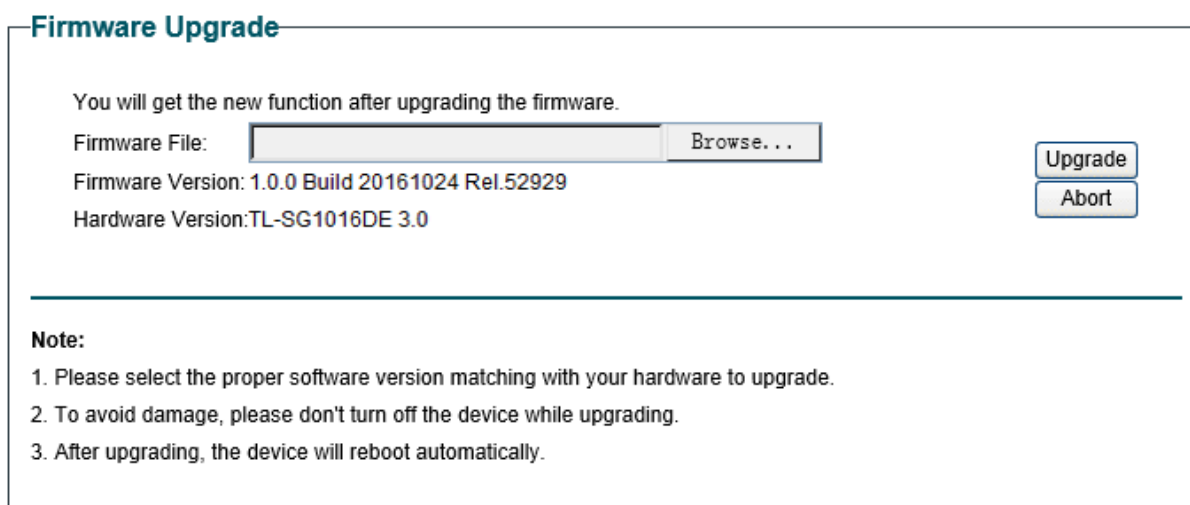 Firmware Upgrade
You will get the new function after upgrading the firmware.
Firmware File: Browse...
Firmware Version: 1.0.0 Build 20161024 Rel.52929
Hardware Version:TL-SG1016DE 3.0
Upgrade
Abort
Note:
1. Please select the proper software version matching with your hardware to upgrade.
2. To avoid damage, please don't turn off the device while upgrading.
3. After upgrading, the device will reboot automatically.